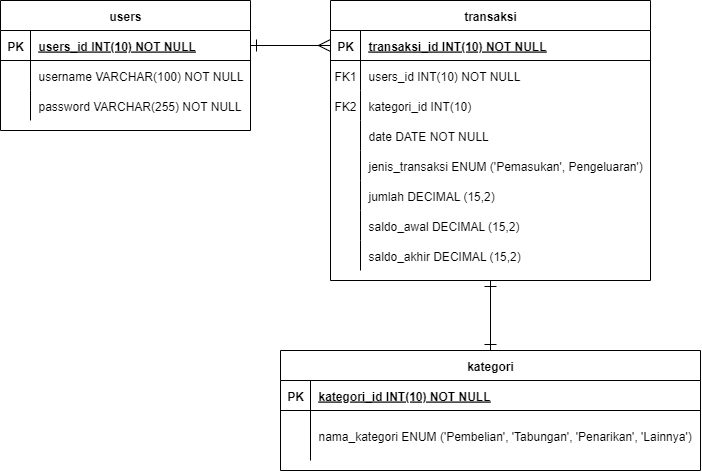 users
PK users_id INT(10) NOT NULL
username VARCHAR(100) NOT NULL
password VARCHAR(255) NOT NULL
transaksi
PK transaksi_id INT(10) NOT NULL
FK1 users_id INT(10) NOT NULL
FK2 kategori_id INT(10)
date DATE NOT NULL
jenis_transaksi ENUM ('Pemasukan', Pengeluaran')
jumlah DECIMAL (15,2)
saldo_awal DECIMAL (15,2)
saldo_akhir DECIMAL (15,2)
kategori
PK kategori_id INT(10) NOT NULL
nama_kategori ENUM ('Pembelian', 'Tabungan', 'Penarikan', 'Lainnya')